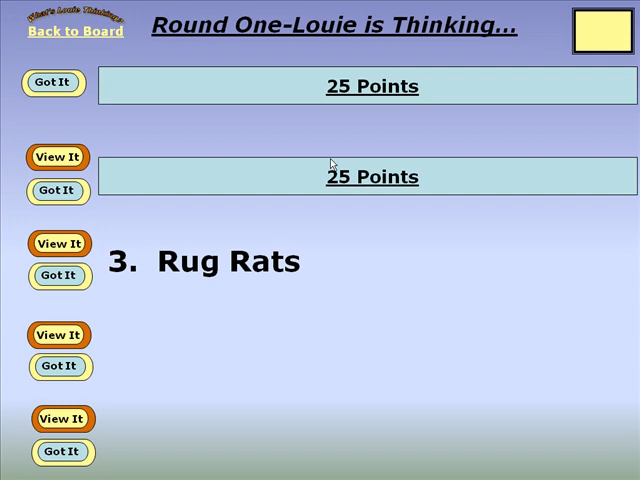 What's Louie Thinking?
Back to Board
Round One-Louie is Thinking...
Got It
25 Points
View It
25 Points
Got It
View It
3. Rug Rats
Got It
View It
Got It
View It
Got It